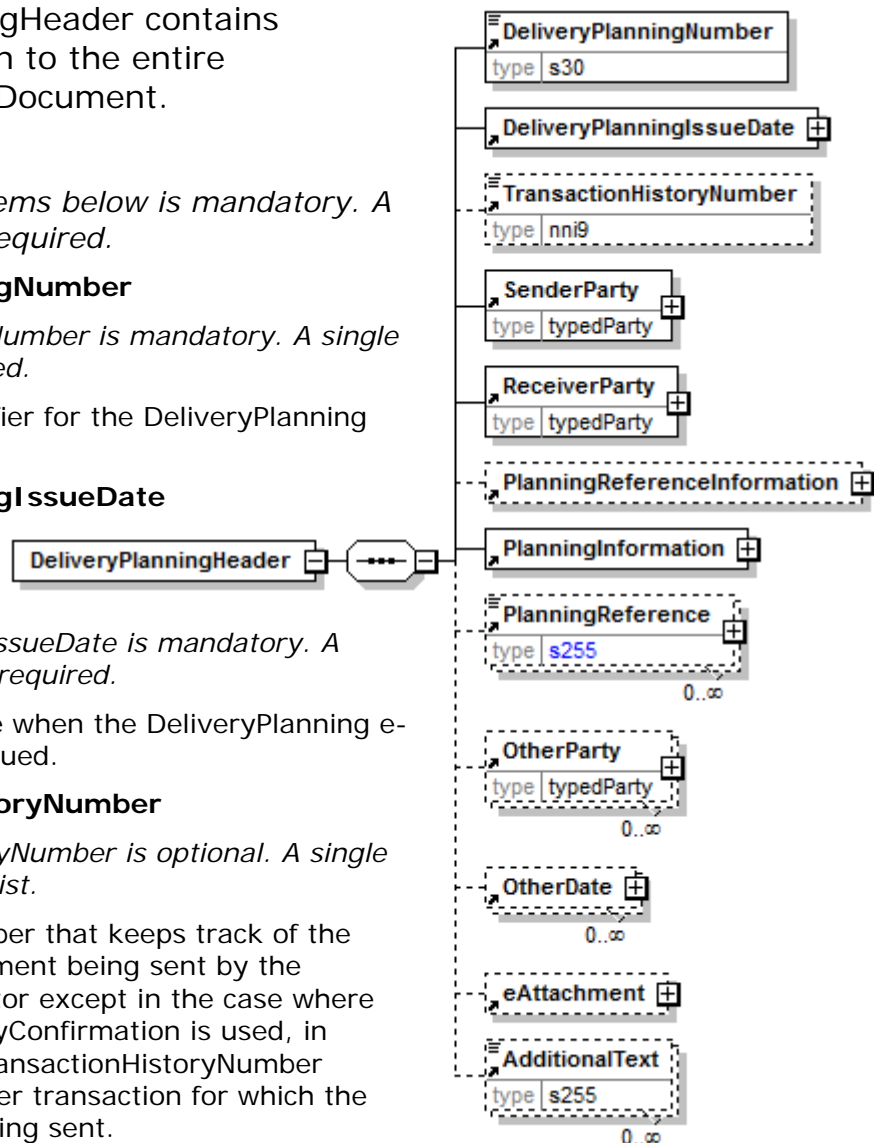 gHeader contains
n to the entire
Document.
ems below is mandatory. A
equired.
gNumber
Number is mandatory. A single
ed.
fier for the DeliveryPlanning
gIssueDate
ssueDate is mandatory. A
required.
e when the DeliveryPlanning e-
ued.
oryNumber
yNumber is optional. A single
ist.
ber that keeps track of the
ment being sent by the
tor except in the case where
yConfirmation is used, in
ansactionHistoryNumber
er transaction for which the
ing sent.
DeliveryPlanningHeader
DeliveryPlanningNumber
type s30
DeliveryPlanningIssueDate
TransactionHistoryNumber
type nni9
SenderParty
type typedParty
ReceiverParty
type typedParty
PlanningReferenceInformation
PlanningInformation
PlanningReference
type s255
0..∞
OtherParty
type typedParty
0..∞
OtherDate
0..∞
eAttachment
AdditionalText
type s255
0..∞